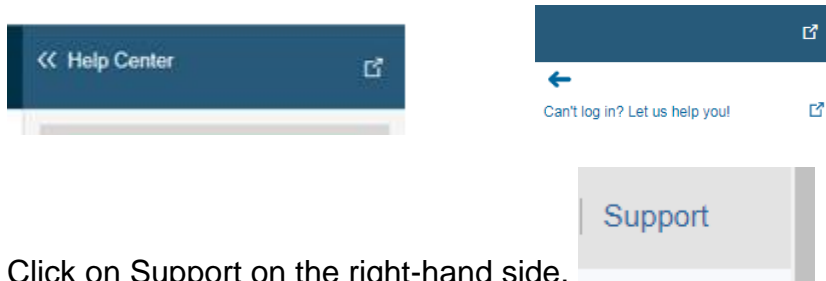 << Help Center
Can't log in? Let us help you!
Support
Click on Support on the right-hand side.